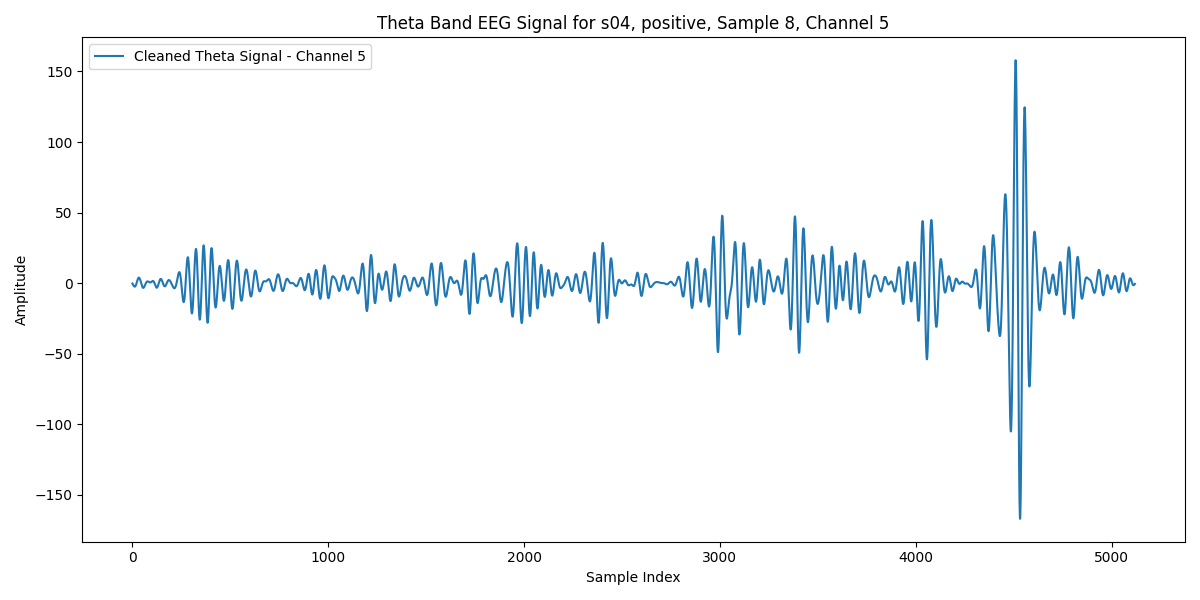 Theta Band EEG Signal for s04, positive, Sample 8, Channel 5
Cleaned Theta Signal - Channel 5
150
100
50
0
−50
−100
−150
Amplitude
0 1000 2000 3000 4000 5000
Sample Index